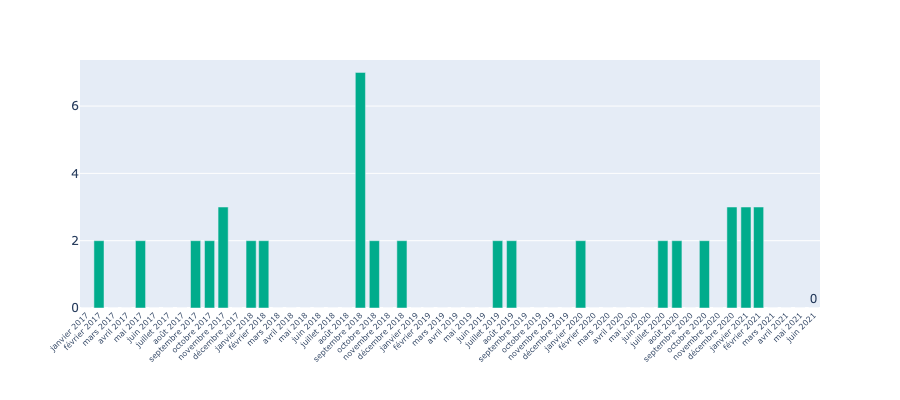 6
4
2
0
0
janvier 2017
février 2017
mars 2017
avril 2017
mai 2017
juin 2017
juillet 2017
août 2017
septembre 2017
octobre 2017
novembre 2017
décembre 2017
janvier 2018
février 2018
mars 2018
avril 2018
mai 2018
juin 2018
juillet 2018
août 2018
septembre 2018
octobre 2018
novembre 2018
décembre 2018
janvier 2019
février 2019
mars 2019
avril 2019
mai 2019
juin 2019
juillet 2019
août 2019
septembre 2019
octobre 2019
novembre 2019
décembre 2019
janvier 2020
février 2020
mars 2020
avril 2020
mai 2020
juin 2020
juillet 2020
août 2020
septembre 2020
octobre 2020
novembre 2020
décembre 2020
janvier 2021
février 2021
mars 2021
avril 2021
mai 2021
juin 2021